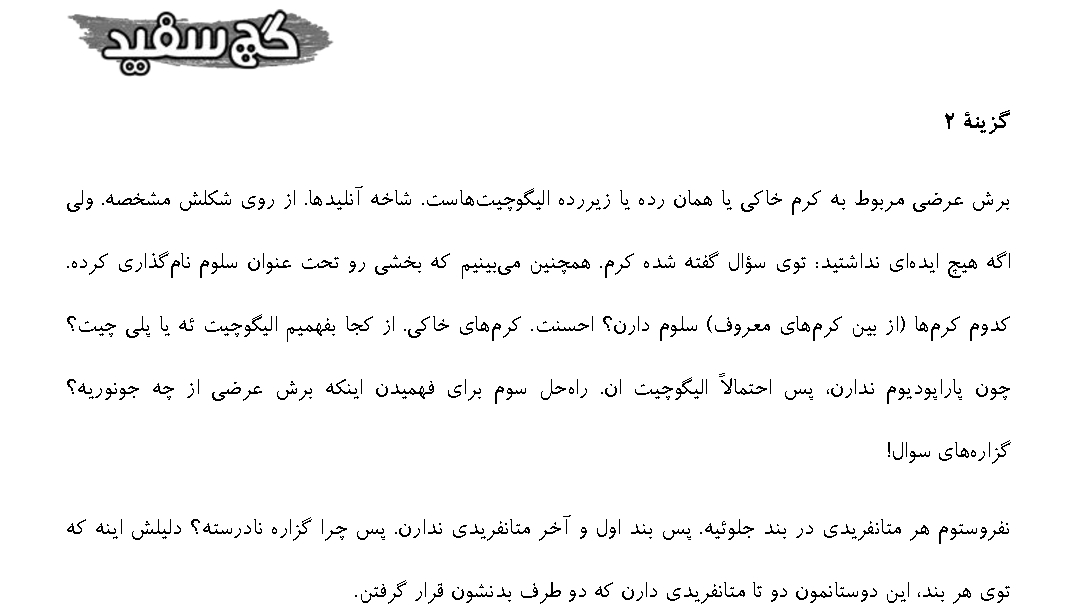 گچ سفید
گزینهٔ ۲
برش عرضی مربوط به کرم خاکی یا همان رده یا زیررده الیگوچیت‌هاست. شاخه آنلیدها. از روی شکلش مشخصه. ولی
اگه هیچ ایده‌ای نداشتید: توی سؤال گفته شده کرم. همچنین می‌بینیم که بخشی رو تحت عنوان سلوم نام‌گذاری کرده.
کدوم کرم‌ها (از بین کرم‌های معروف) سلوم دارن؟ احسنت. کرم‌های خاکی. از کجا بفهمیم الیگوچیت ئه یا پلی چیت؟
چون پاراپودیوم ندارن، پس احتمالاً الیگوچیت ان. راه‌حل سوم برای فهمیدن اینکه برش عرضی از چه جونوریه؟
گزاره‌های سوال!
نفروستوم هر متانفریدی در بند جلوئیه. پس بند اول و آخر متانفریدی ندارن. پس چرا گزاره نادرسته؟ دلیلش اینه که
توی هر بند، این دوستانمون دو تا متانفریدی دارن که دو طرف بدنشون قرار گرفتن.